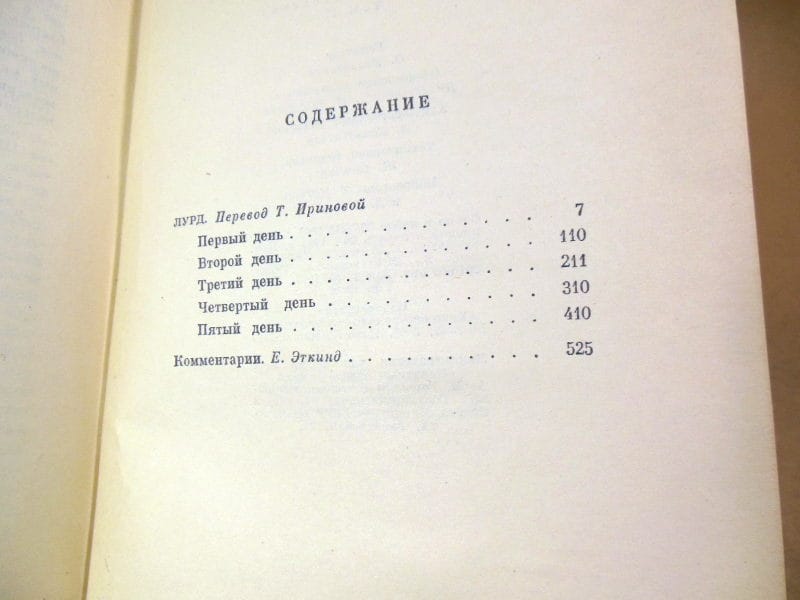 СОДЕРЖАНИЕ
ЛУРД. Перевод Т. Ириновой
Первый день . . . . . . . . . . . . . 7
Второй день . . . . . . . . . . . . . 110
Третий день . . . . . . . . . . . . . 211
Четвертый день . . . . . . . . . . . 310
Пятый день . . . . . . . . . . . . . 410
Комментарии. Е. Эткинд . . . . . . . . . . 525